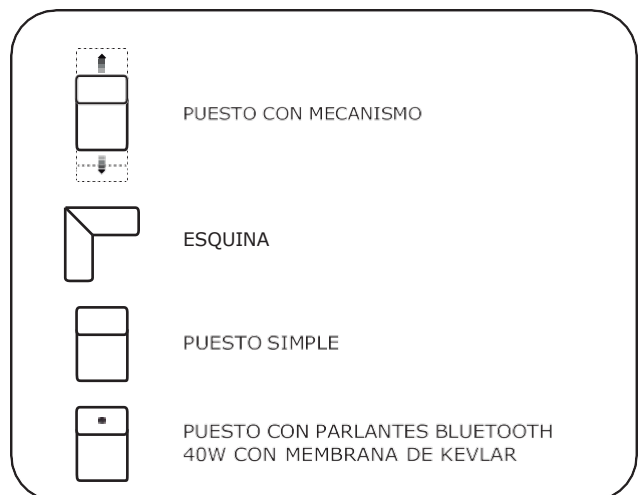 PUESTO CON MECANISMO
ESQUINA
PUESTO SIMPLE
PUESTO CON PARLANTES BLUETOOTH
40W CON MEMBRANA DE KEVLAR